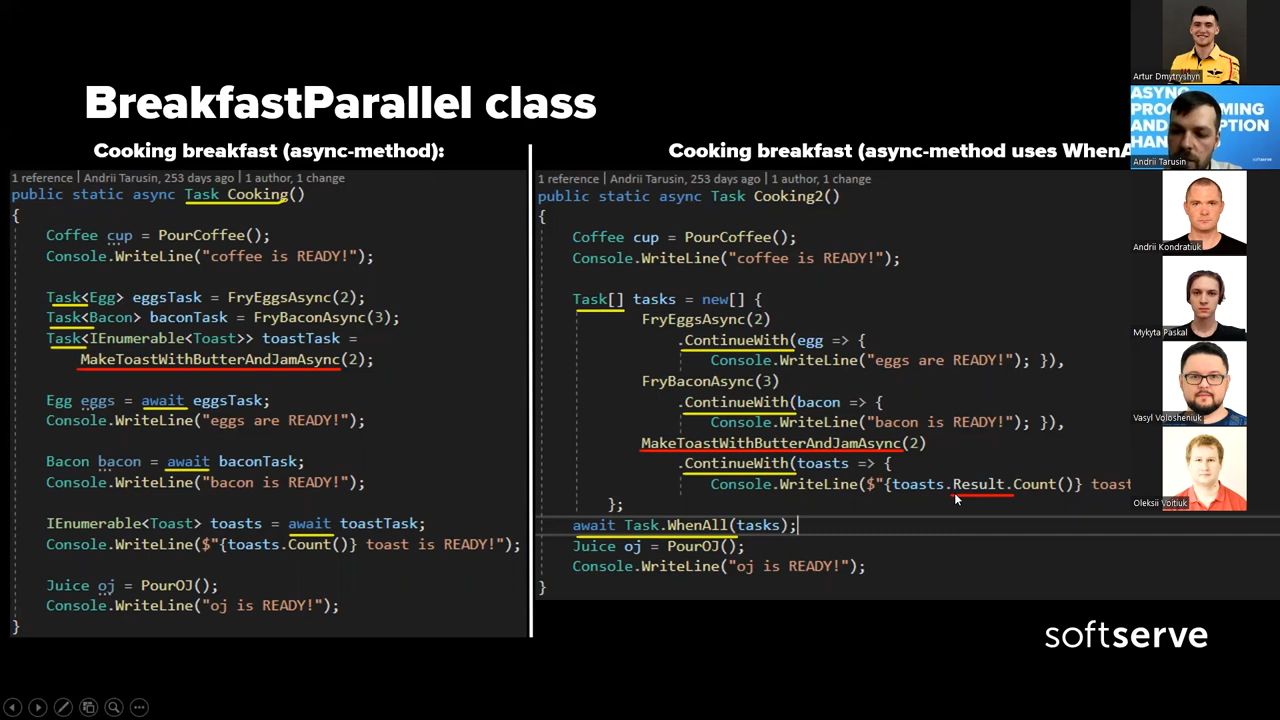 BreakfastParallel class
Cooking breakfast (async-method):
1 reference | Andrii Tarusin, 253 days ago | 1 author, 1 change
public static async Task Cooking()
{
Coffee cup = PourCoffee();
Console.WriteLine("coffee is READY!");
Task<Egg> eggsTask = FryEggsAsync(2);
Task<Bacon> baconTask = FryBaconAsync(3);
Task<IEnumerable<Toast>> toastTask =
MakeToastWithButterAndJamAsync(2);
Egg eggs = await eggsTask;
Console.WriteLine("eggs are READY!");
Bacon bacon = await baconTask;
Console.WriteLine("bacon is READY!");
IEnumerable<Toast> toasts = await toastTask;
Console.WriteLine($"{toasts.Count()} toast is READY!");
Juice oj = PourOJ();
Console.WriteLine("oj is READY!");
}
Cooking breakfast (async-method uses WhenA
1 reference | Andrii Tarusin, 253 days ago | 1 author, 1 change
public static async Task Cooking2()
{
Coffee cup = PourCoffee();
Console.WriteLine("coffee is READY!");
Task[] tasks = new[] {
FryEggsAsync(2)
.ContinueWith(egg => {
Console.WriteLine("eggs are READY!"); }),
FryBaconAsync(3)
.ContinueWith(bacon => {
Console.WriteLine("bacon is READY!"); }),
MakeToastWithButterAndJamAsync(2)
.ContinueWith(toasts => {
Console.WriteLine($"{toasts.Result.Count()} toast
};
await Task.WhenAll(tasks);
Juice oj = PourOJ();
Console.WriteLine("oj is READY!");
}
softserve
Artur Dmytryshyn
ASYNC
PRO MING
AND PTION
HAN
softserve
Andrii Tarusin
Andrii Kondratiuk
Mykyta Paskal
Vasyl Volosheniuk
Oleksii Voitiuk